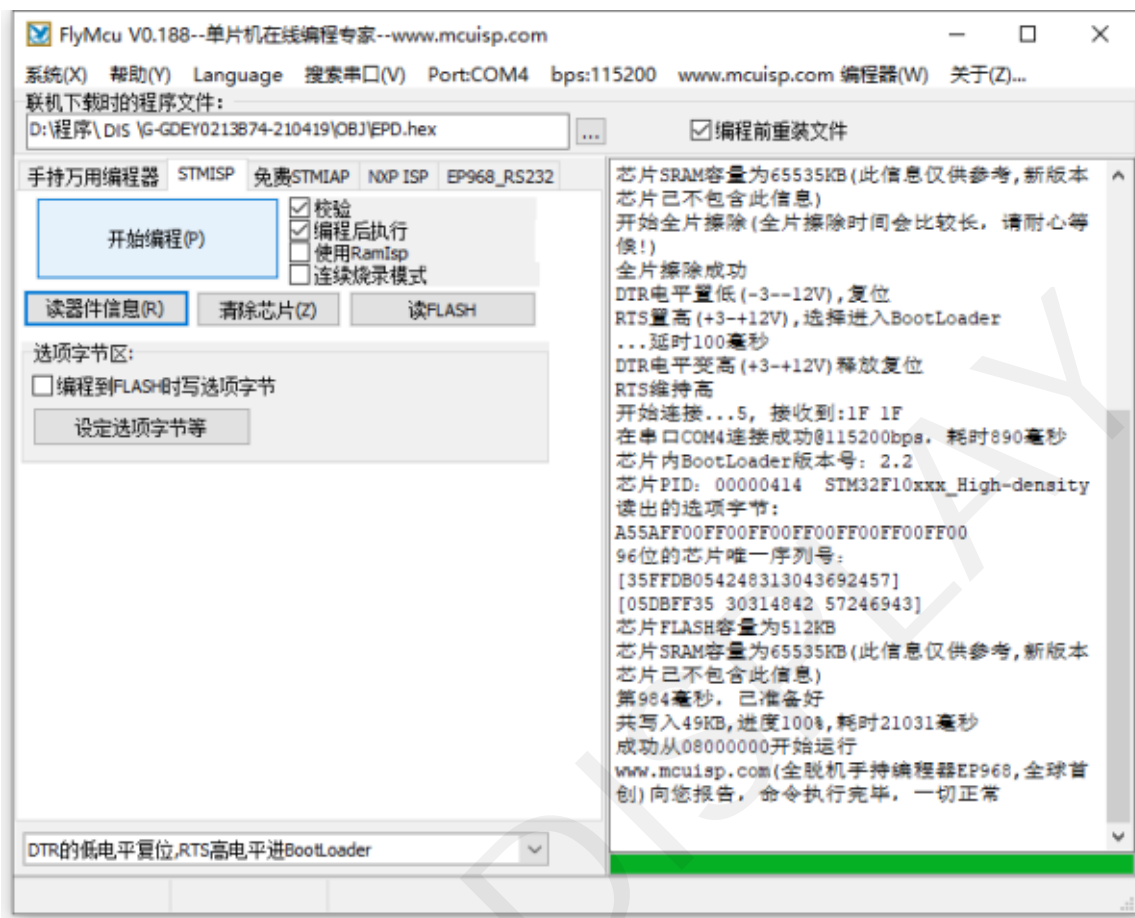 FlyMcu V0.188--单片机在线编程专家--www.mcuisp.com
系统(X) 帮助(Y) Language 搜索串口(V) Port:COM4 bps:115200 www.mcuisp.com 编程器(W) 关于(Z)...
联机下载时的程序文件:
D:\程序\ DIS \G-GDEY0213B74-210419\OBJ\EPD.hex ... 编程前重装文件
手持万用编程器 STMISP 免费STMIAP NXP ISP EP968_RS232
开始编程(P)
校验
编程后执行
使用RamIsp
连续烧录模式
读器件信息(R) 清除芯片(Z) 读FLASH
选项字节区:
编程到FLASH时写选项字节
设定选项字节等
DTR的低电平复位,RTS高电平进BootLoader
芯片SRAM容量为65535KB(此信息仅供参考,新版本
芯片已不包含此信息)
开始全片擦除(全片擦除时间会比较长，请耐心等
候!)
全片擦除成功
DTR电平置低(-3--12V),复位
RTS置高(+3-+12V),选择进入BootLoader
...延时100毫秒
DTR电平变高(+3-+12V)释放复位
RTS维持高
开始连接...5, 接收到:1F 1F
在串口COM4连接成功@115200bps，耗时890毫秒
芯片内BootLoader版本号: 2.2
芯片PID: 00000414 STM32F10xxx_High-density
读出的选项字节:
A55AFF00FF00FF00FF00FF00FF00FF00
96位的芯片唯一序列号:
[35FFDB054248313043692457]
[05DBFF35 30314842 57246943]
芯片FLASH容量为512KB
芯片SRAM容量为65535KB(此信息仅供参考,新版本
芯片已不包含此信息)
第984毫秒，已准备好
共写入49KB,进度100%,耗时21031毫秒
成功从08000000开始运行
www.mcuisp.com(全脱机手持编程器EP968,全球首
创)向您报告，命令执行完毕，一切正常
DISPLAY